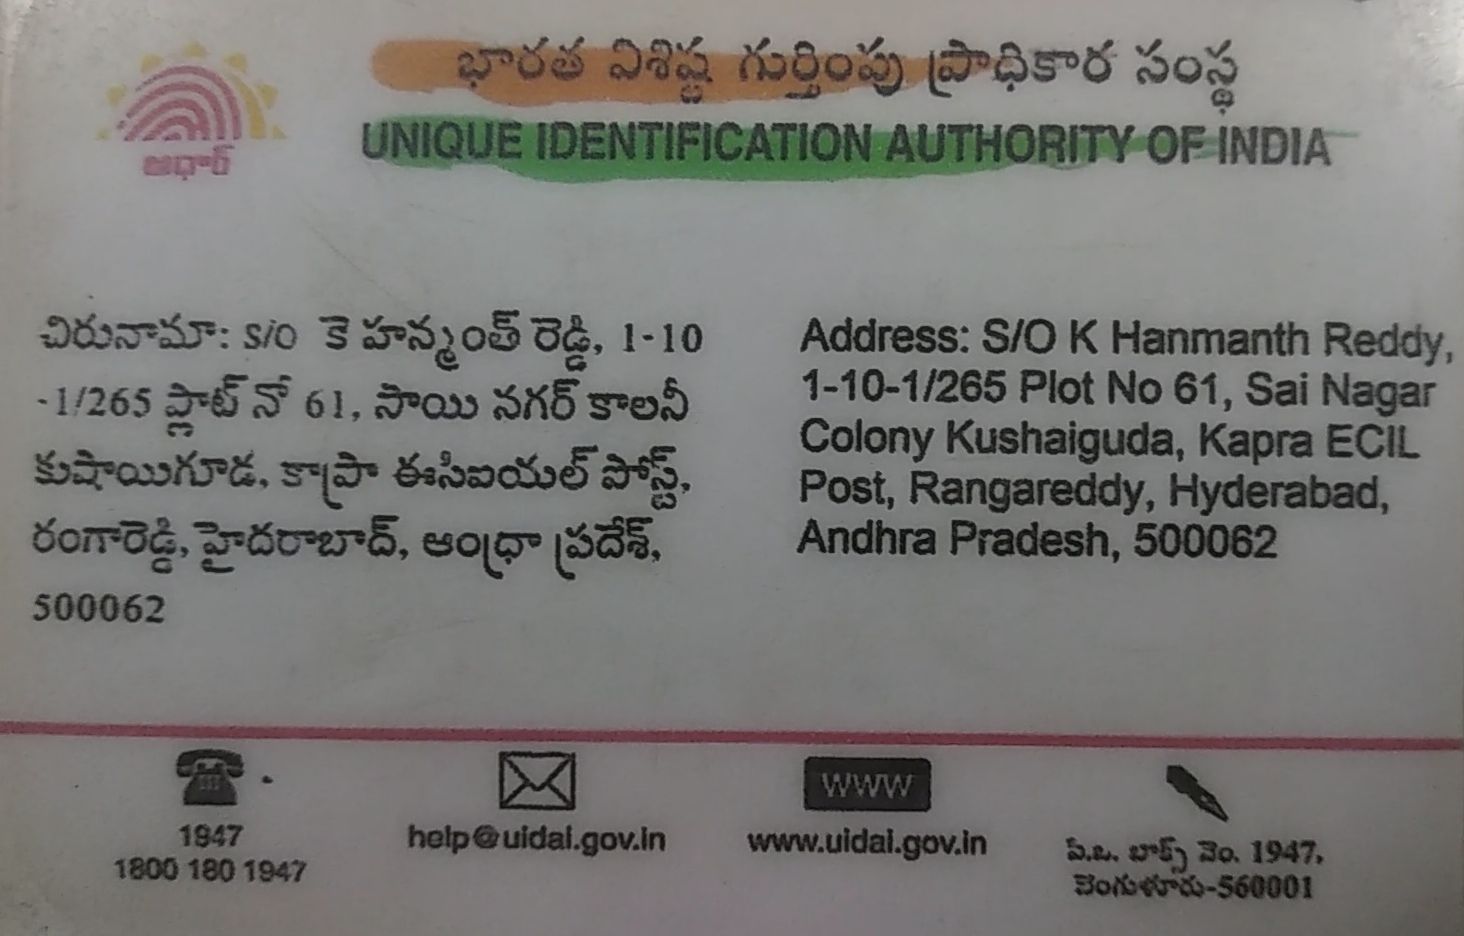 భారత విశిష్ట గుర్తింపు ప్రాధికార సంస్థ
UNIQUE IDENTIFICATION AUTHORITY OF INDIA
ఆధార్
చిరునామా: S/O కె హన్మంత్ రెడ్డి, 1-10
-1/265 ప్లాట్ నో 61, సాయి నగర్ కాలనీ
కుషాయిగూడ, కాప్రా ఈసిఐయల్ పోస్ట్,
రంగారెడ్డి, హైదరాబాద్, ఆంధ్రా ప్రదేశ్,
500062
Address: S/O K Hanmanth Reddy,
1-10-1/265 Plot No 61, Sai Nagar
Colony Kushaiguda, Kapra ECIL
Post, Rangareddy, Hyderabad,
Andhra Pradesh, 500062
1947
1800 180 1947
help@uidai.gov.in
WWW
www.uidai.gov.in
పి.ఒ. బాక్స్ నెం. 1947,
బెంగుళూరు-560001